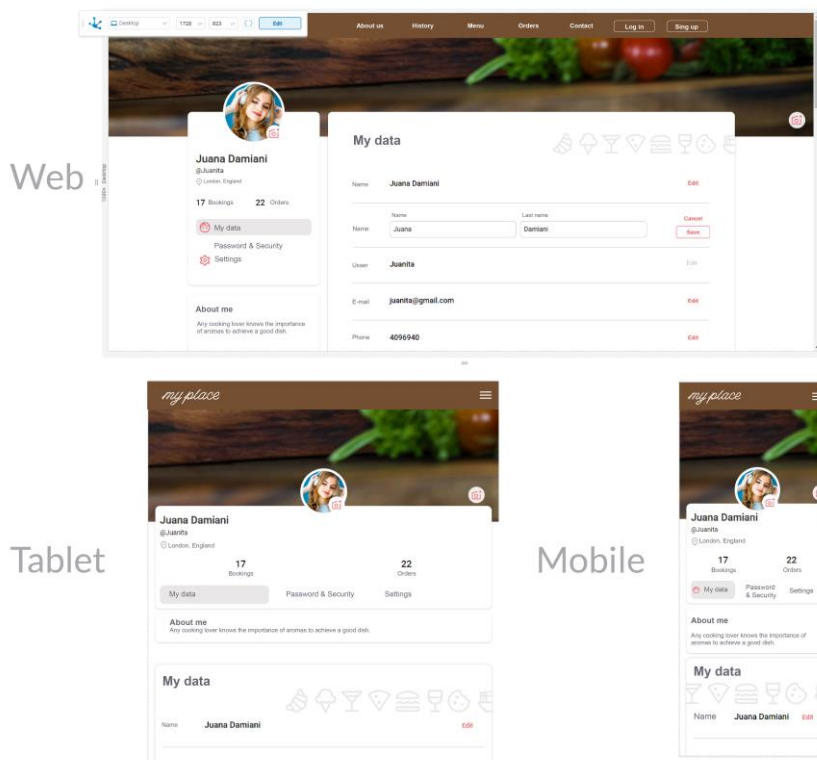 Desktop
1728 px 823 px { } Edit
About us History Menu Orders Contact Log in Sing up
Web
Juana Damiani
@Juanita
London, England
17 Bookings 22 Orders
My data
Password & Security
Settings
About me
Any cooking lover knows the importance
of aromas to achieve a good dish.
My data
Name Juana Damiani Edit
Name Last name
Name Juana Damiani Cancel
Save
Usser Juanita Edit
E-mail juanita@gmail.com Edit
Phone 4096940 Edit
Tablet
my place
Juana Damiani
@Juanita
London, England
17 22
Bookings Orders
My data Password & Security Settings
About me
Any cooking lover knows the importance of aromas to achieve a good dish.
My data
Name Juana Damiani Edit
Mobile
my place
Juana Damiani
@Juanita
London, England
17 22
Bookings Orders
My data Password Settings
& Security
About me
Any cooking lover knows the importance of
aromas to achieve a good dish.
My data
Name Juana Damiani Edit